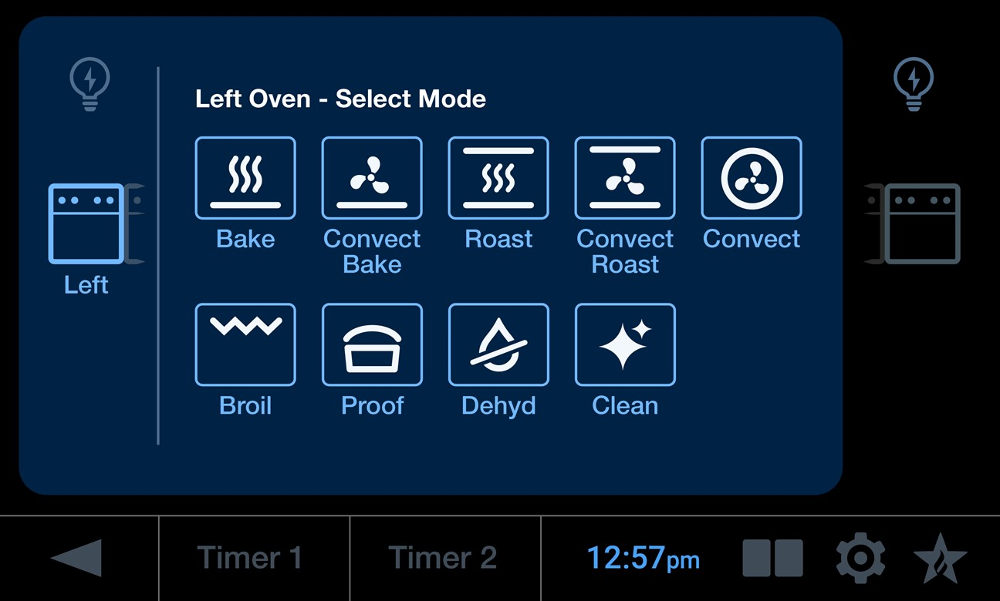 Left Oven - Select Mode
Bake
Convect
Bake
Roast
Convect
Roast
Convect
Broil
Proof
Dehyd
Clean
Left
Timer 1
Timer 2
12:57pm